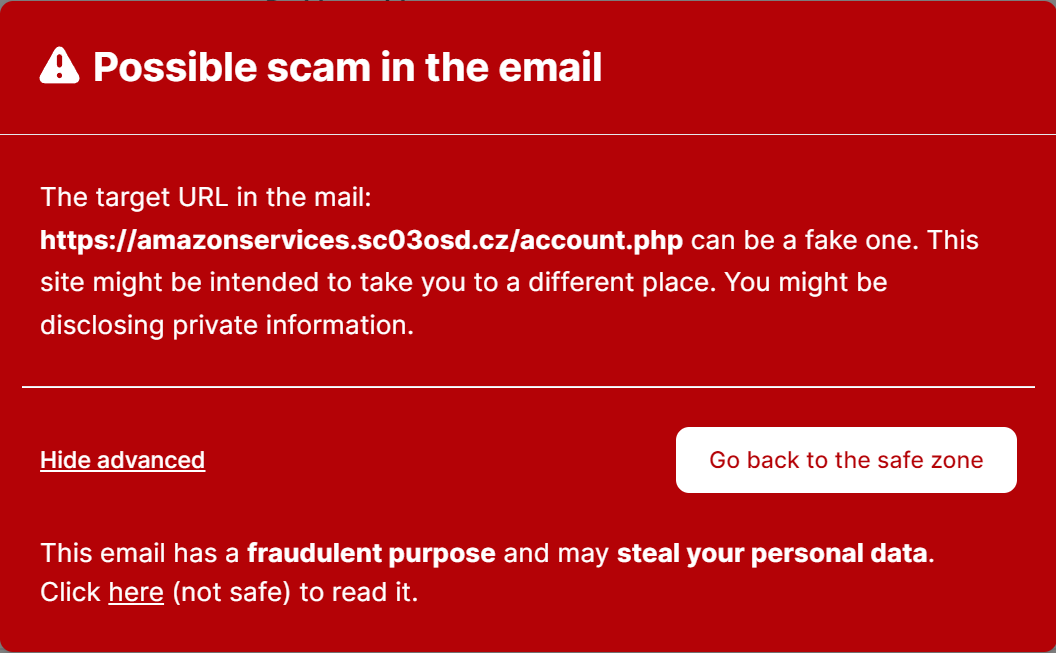 Possible scam in the email
The target URL in the mail:
https://amazonservices.sc03osd.cz/account.php can be a fake one. This
site might be intended to take you to a different place. You might be
disclosing private information.
Hide advanced
Go back to the safe zone
This email has a fraudulent purpose and may steal your personal data.
Click here (not safe) to read it.